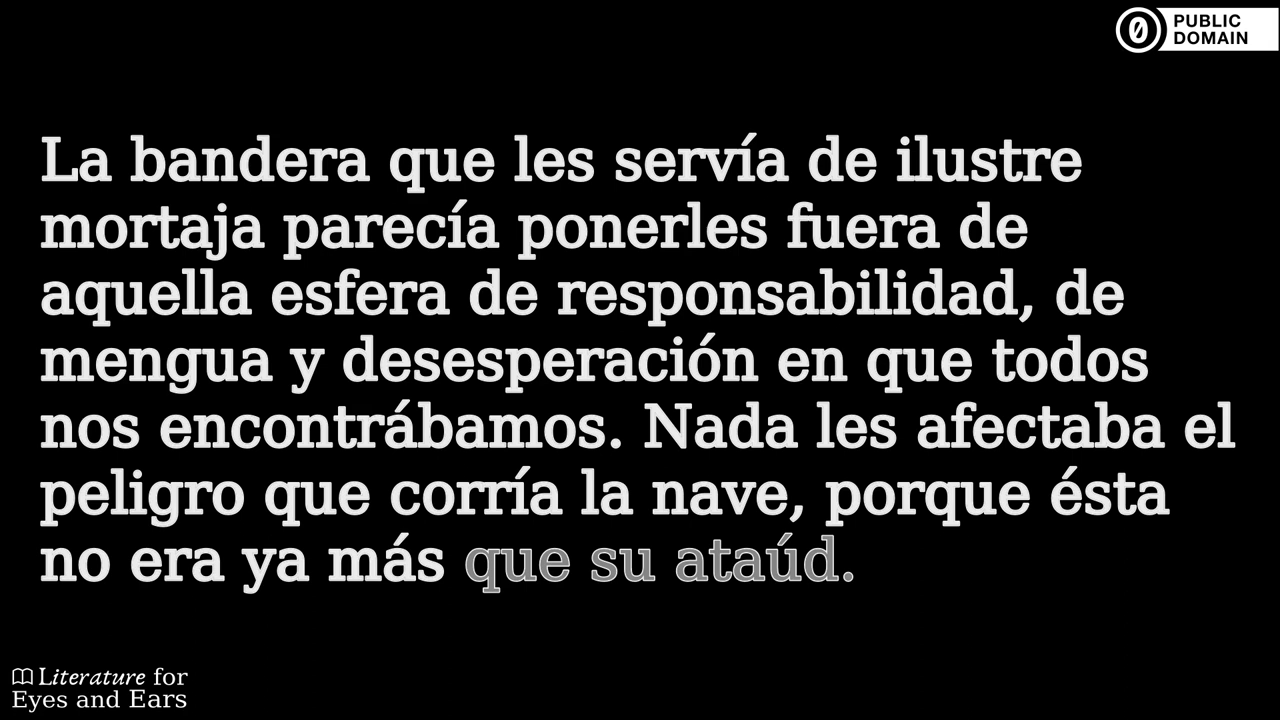 PUBLIC
DOMAIN
La bandera que les servía de ilustre
mortaja parecía ponerles fuera de
aquella esfera de responsabilidad, de
mengua y desesperación en que todos
nos encontrábamos. Nada les afectaba el
peligro que corría la nave, porque ésta
no era ya más que su ataúd.
Literature for
Eyes and Ears